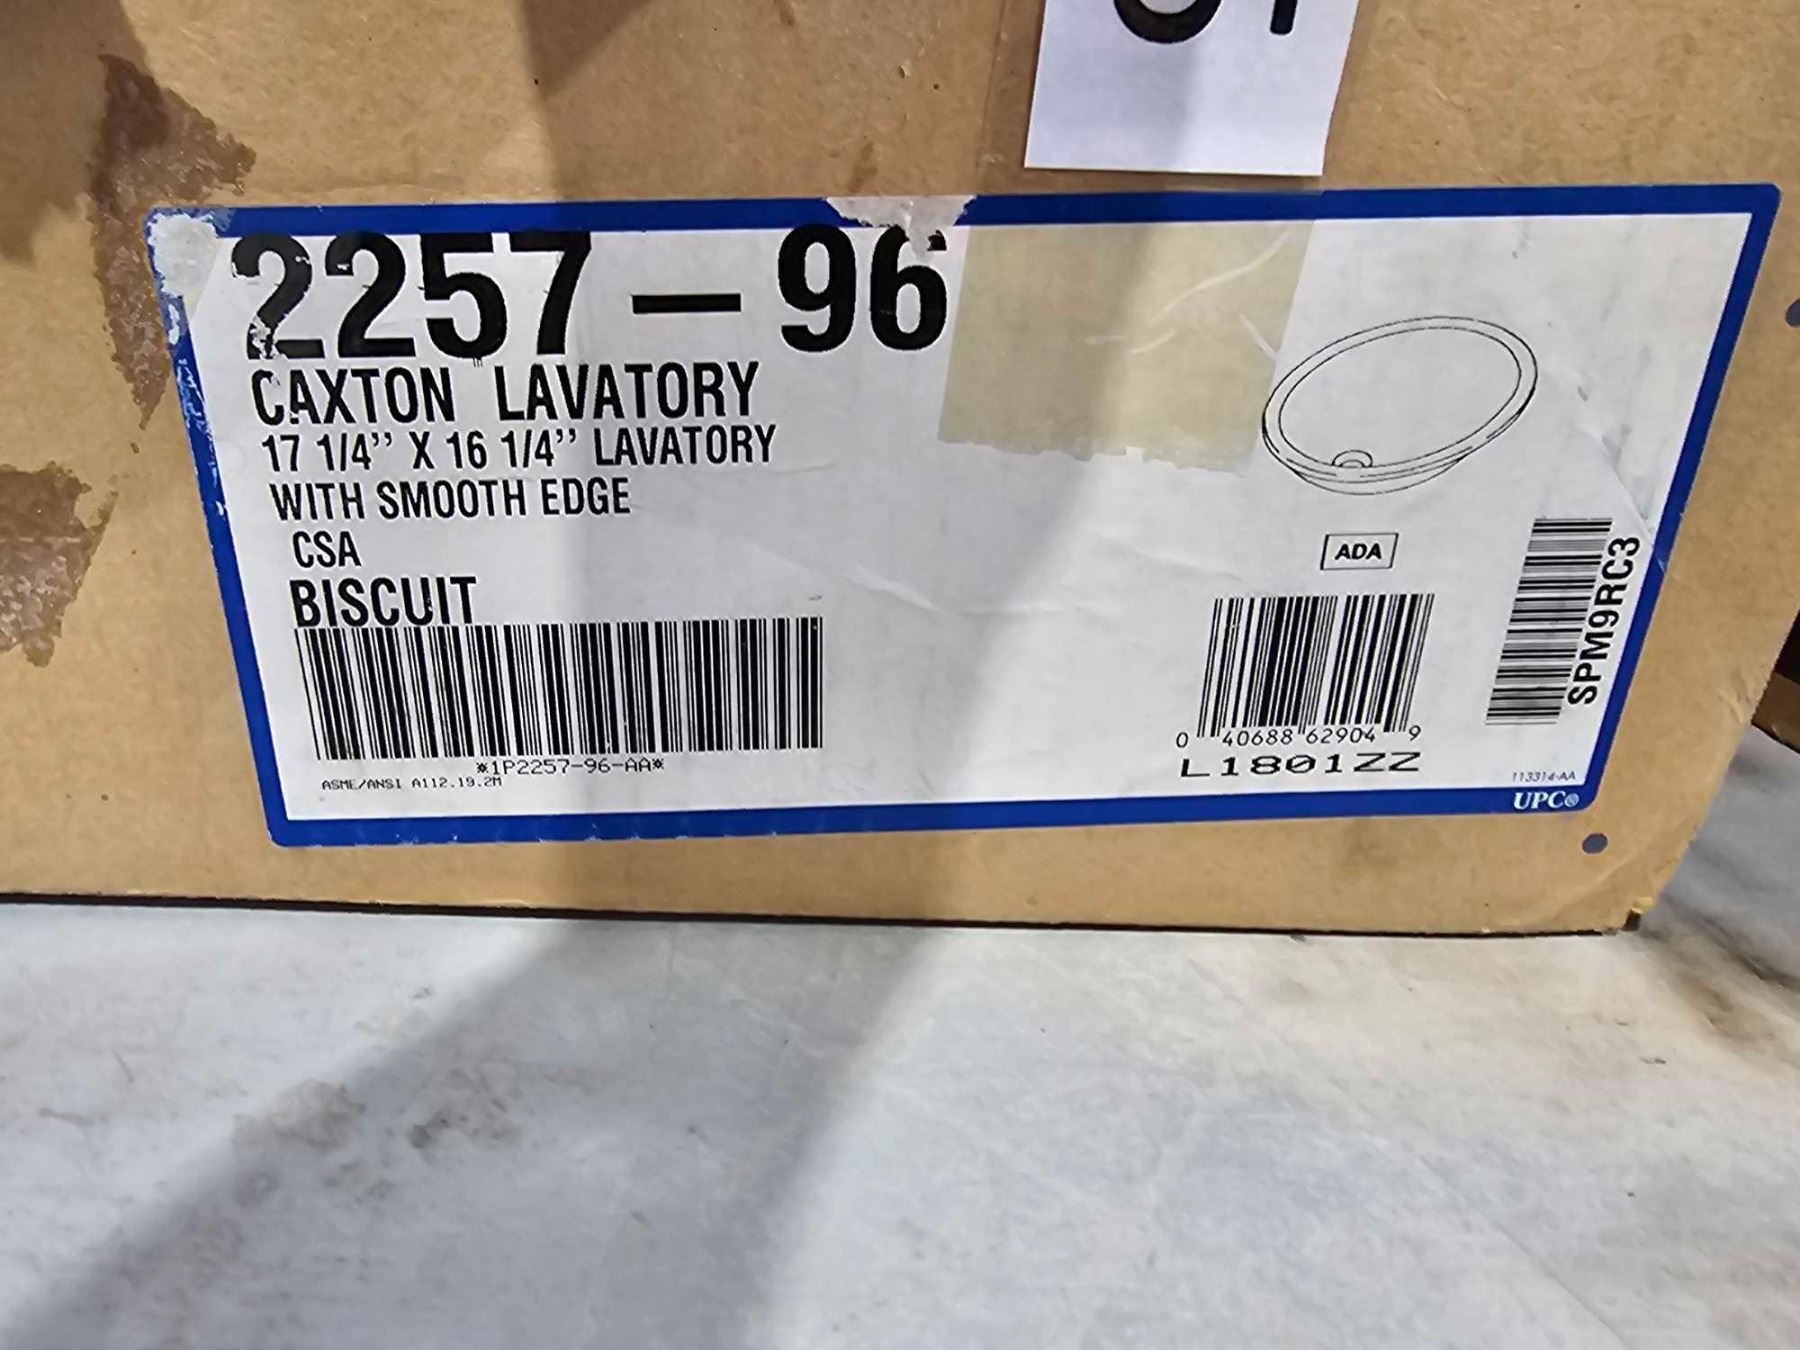 2257-96
CAXTON LAVATORY
17 1/4" X 16 1/4" LAVATORY
WITH SMOOTH EDGE
CSA
BISCUIT
*1P2257-96-AA*
ASME/ANSI A112.19.2M
ADA
0 40688 62904 9
L1801ZZ
SPM9RC3
113314-AA
UPC®